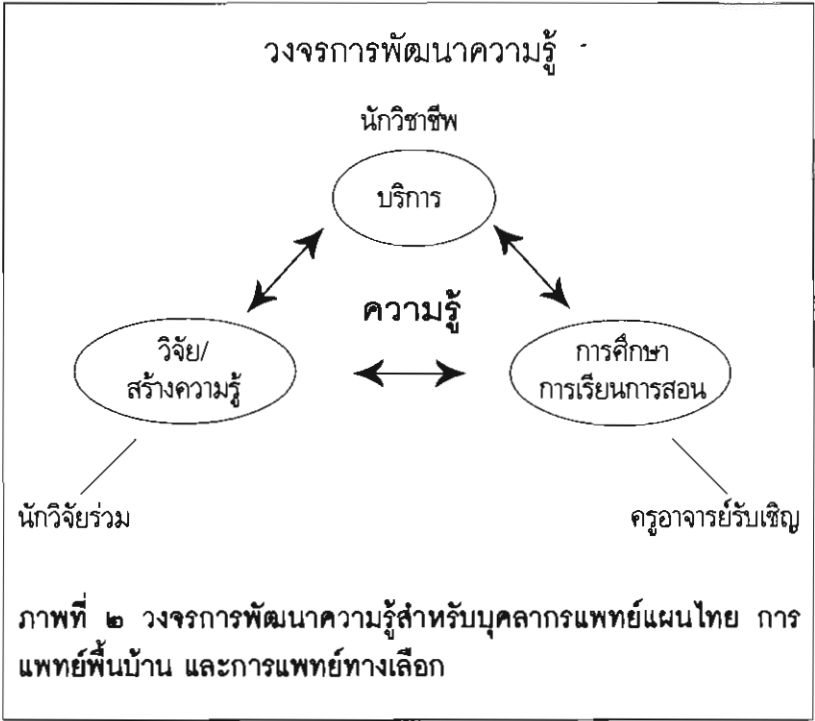 วงจรการพัฒนาความรู้
นักวิชาชีพ
บริการ
ความรู้
วิจัย/
สร้างความรู้
การศึกษา
การเรียนการสอน
นักวิจัยร่วม
ครูอาจารย์รับเชิญ
ภาพที่ ๒ วงจรการพัฒนาความรู้สำหรับบุคลากรแพทย์แผนไทย การ
แพทย์พื้นบ้าน และการแพทย์ทางเลือก